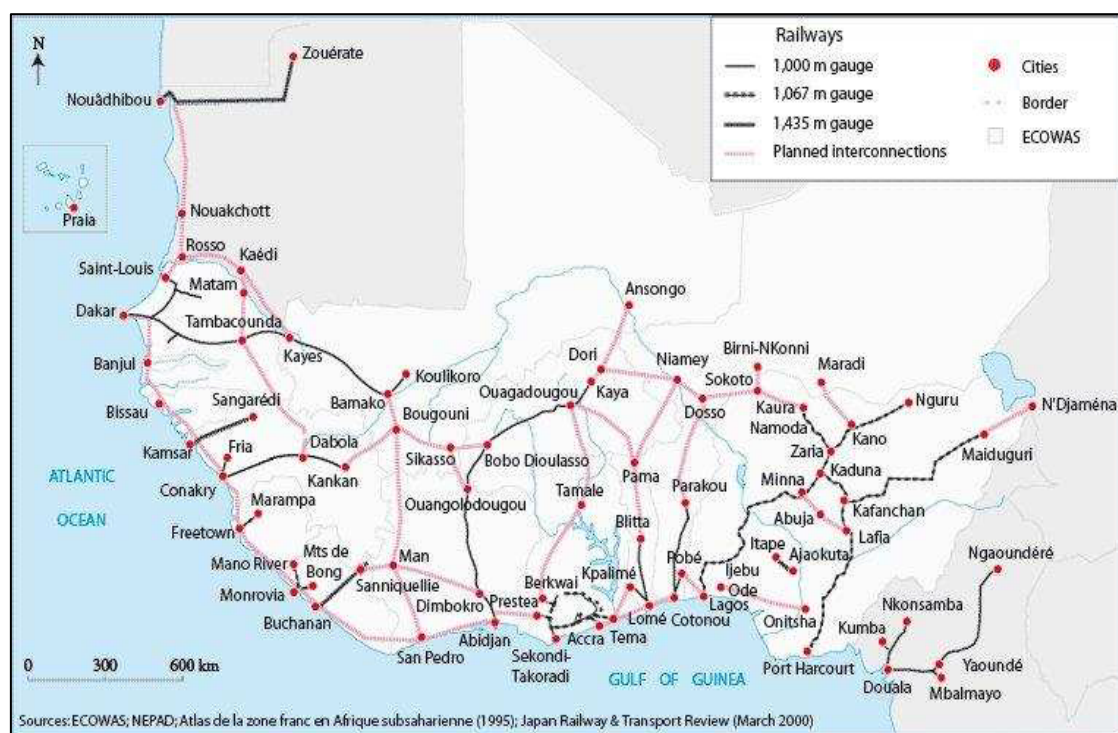 N
Zouérate
Nouâdhibou
Praia
Nouakchott
Rosso
Kaédi
Saint-Louis
Matam
Dakar
Tambacounda
Kayes
Banjul
Koulikoro
Bissau
Sangarédi
Bamako
Bougouni
Kamsar
Fria
Dabola
Kankan
Sikasso
Bobo Dioulasso
Conakry
Marampa
Ouangolodougou
ATLANTIC
OCEAN
Freetown
Mano River
Mts de
Bong
Monrovia
Sanniquellie
Man
Buchanan
Dimbokro
San Pedro
Abidjan
Ansongo
Dori
Niamey
Ouagadougou
Kaya
Birni-NKonni
Maradi
Sokoto
Dosso
Kaura
Namoda
Nguru
N'Djaména
Kano
Zaria
Maiduguri
Pama
Kaduna
Tamale
Parakou
Minna
Kafanchan
Blitta
Abuja
Lafia
Itape
Ajaokuta
Ngaoundéré
Berkwai
Kpalimé
Pobé
Ijebu
Ode
Prestea
Lagos
Onitsha
Nkonsamba
Kumba
Accra
Tema
Lomé
Cotonou
Sekondi-
Takoradi
Port Harcourt
Yaoundé
Douala
Mbalmayo
GULF OF GUINEA
0 300 600 km
Railways
1,000 m gauge
1,067 m gauge
1,435 m gauge
Planned interconnections
Cities
Border
ECOWAS
Sources: ECOWAS; NEPAD; Atlas de la zone franc en Afrique subsaharienne (1995); Japan Railway & Transport Review (March 2000)